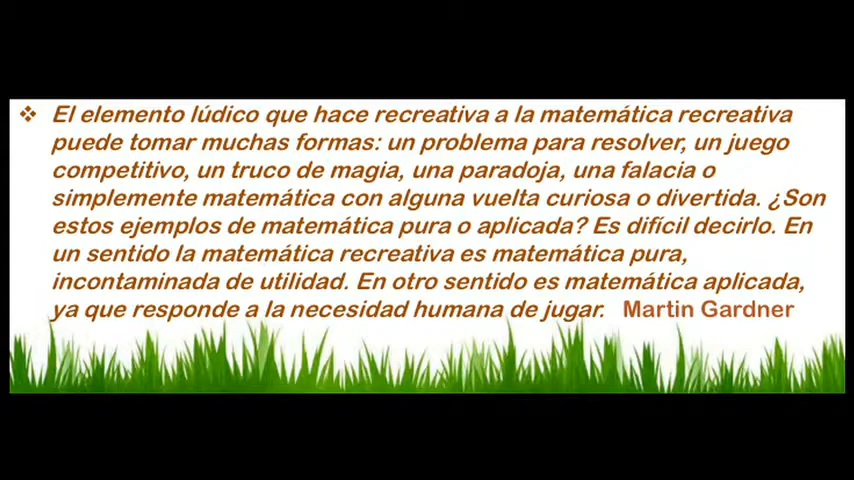 ❖ El elemento lúdico que hace recreativa a la matemática recreativa
puede tomar muchas formas: un problema para resolver, un juego
competitivo, un truco de magia, una paradoja, una falacia o
simplemente matemática con alguna vuelta curiosa o divertida. ¿Son
estos ejemplos de matemática pura o aplicada? Es difícil decirlo. En
un sentido la matemática recreativa es matemática pura,
incontaminada de utilidad. En otro sentido es matemática aplicada,
ya que responde a la necesidad humana de jugar. Martin Gardner